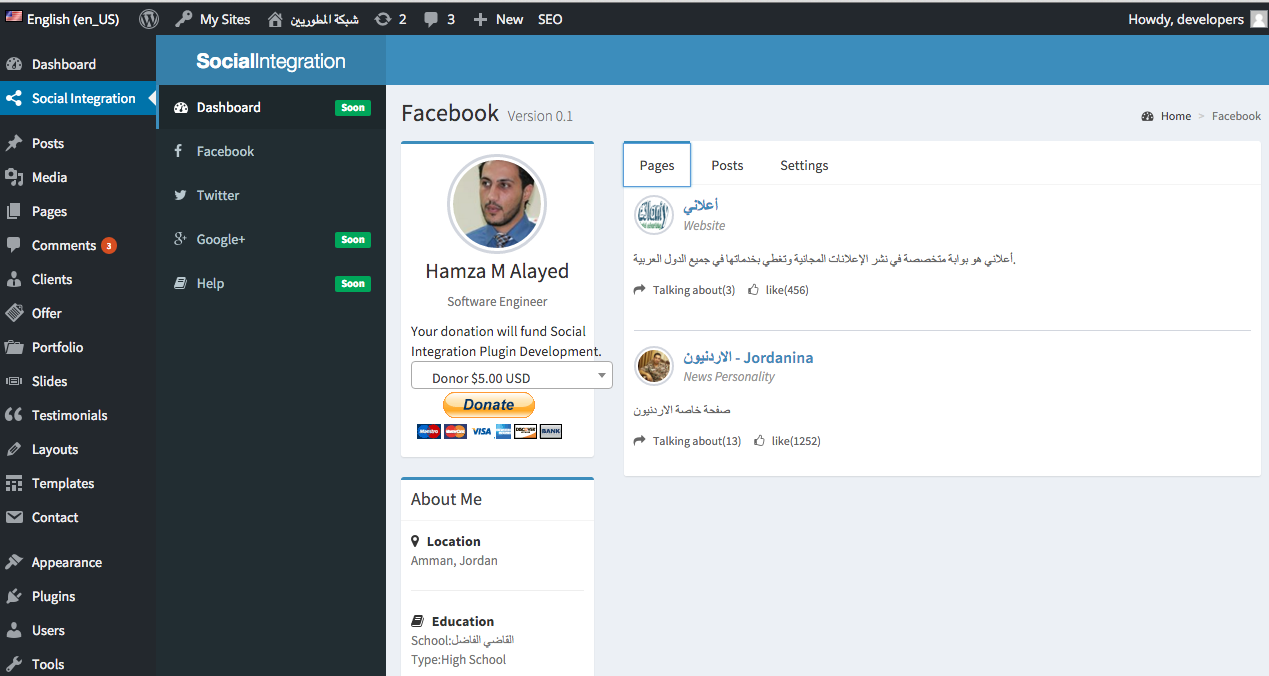 English (en_US)
My Sites
شبكة المطوريين
2
3
New
SEO
Howdy, developers
Dashboard
Social Integration
Posts
Media
Pages
Comments 3
Clients
Offer
Portfolio
Slides
Testimonials
Layouts
Templates
Contact
Appearance
Plugins
Users
Tools
SocialIntegration
Dashboard Soon
Facebook
Twitter
Google+ Soon
Help Soon
Facebook Version 0.1
Home > Facebook
Hamza M Alayed
Software Engineer
Your donation will fund Social
Integration Plugin Development.
Donor $5.00 USD
Donate
Maestro MasterCard VISA DISCOVER BANK
About Me
Location
Amman, Jordan
Education
School:القاضي الفاضل
Type:High School
Pages Posts Settings
أعلاني
Website
أعلاني هو بوابة متخصصة في نشر الإعلانات المجانية وتغطي بخدماتها في جميع الدول العربية.
Talking about(3) like(456)
الاردنيون - Jordanina
News Personality
صفحة خاصة الاردنيون
Talking about(13) like(1252)